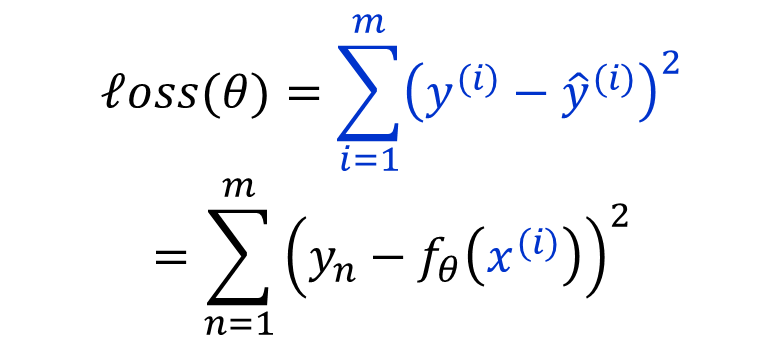 ℓoss(θ) = ∑_{i=1}^{m} (y^{(i)} − ŷ^{(i)})^2
= ∑_{n=1}^{m} (y_n − f_θ(x^{(i)}))^2